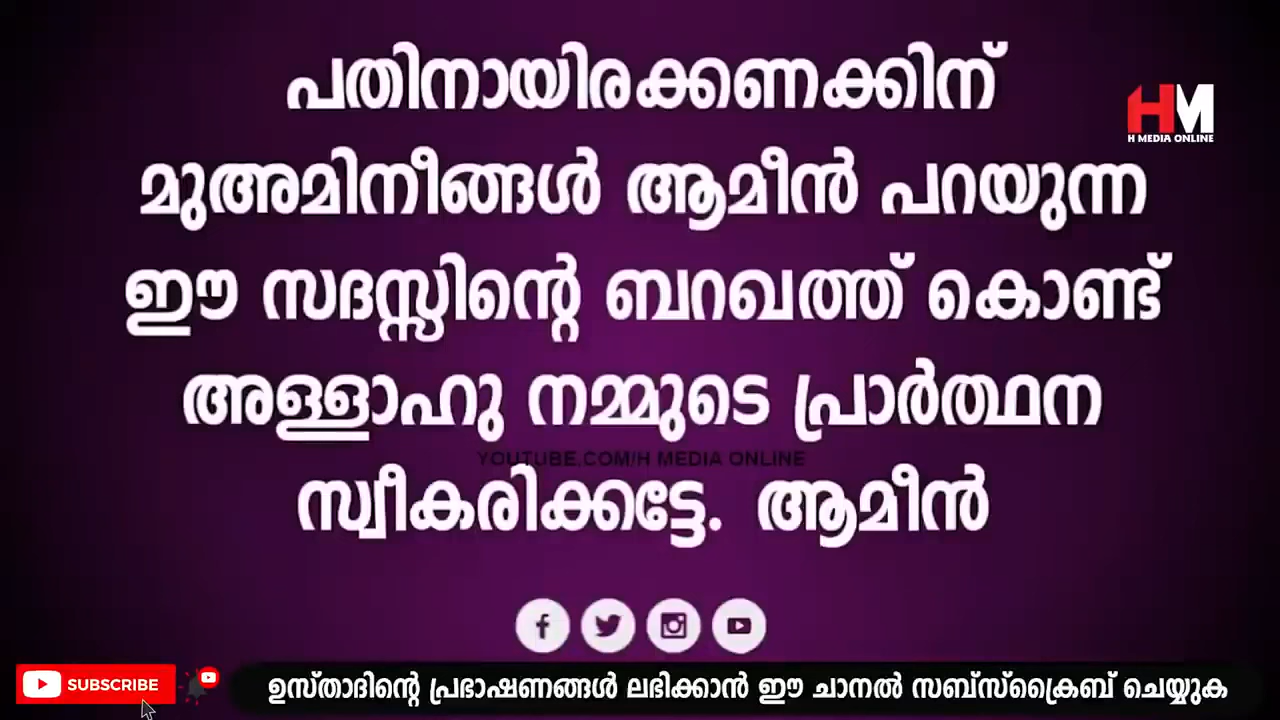 പതിനായിരക്കണക്കിന്
HM
H MEDIA ONLINE
മുഅമിനീങ്ങൾ ആമീൻ പറയുന്ന
ഈ സദസ്സിന്റെ ബറഖത്ത് കൊണ്ട്
അള്ളാഹു നമ്മുടെ പ്രാർത്ഥന
YOUTUBE.COM/H MEDIA ONLINE
സ്വീകരിക്കട്ടേ. ആമീൻ
SUBSCRIBE
ഉസ്താദിന്റെ പ്രഭാഷണങ്ങൾ ലഭിക്കാൻ ഈ ചാനൽ സബ്സ്ക്രൈബ് ചെയ്യുക